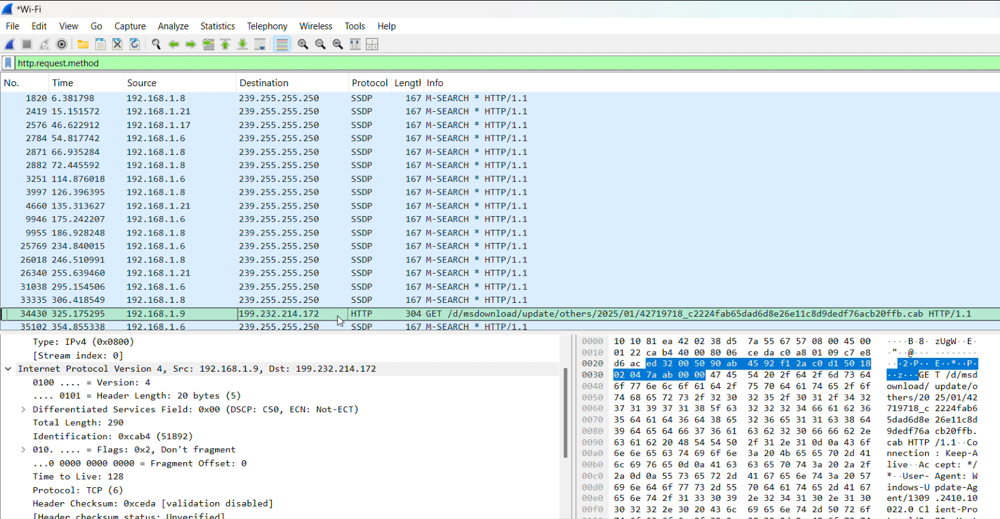 *Wi-Fi
File Edit View Go Capture Analyze Statistics Telephony Wireless Tools Help
http.request.method
No. Time Source Destination Protocol Length Info
1820 6.381798 192.168.1.8 239.255.255.250 SSDP 167 M-SEARCH * HTTP/1.1
2419 15.151572 192.168.1.21 239.255.255.250 SSDP 167 M-SEARCH * HTTP/1.1
2576 46.622912 192.168.1.17 239.255.255.250 SSDP 167 M-SEARCH * HTTP/1.1
2784 54.817742 192.168.1.6 239.255.255.250 SSDP 167 M-SEARCH * HTTP/1.1
2871 66.935284 192.168.1.8 239.255.255.250 SSDP 167 M-SEARCH * HTTP/1.1
2882 72.445592 192.168.1.8 239.255.255.250 SSDP 167 M-SEARCH * HTTP/1.1
3251 114.876018 192.168.1.6 239.255.255.250 SSDP 167 M-SEARCH * HTTP/1.1
3997 126.396395 192.168.1.8 239.255.255.250 SSDP 167 M-SEARCH * HTTP/1.1
4660 135.313627 192.168.1.21 239.255.255.250 SSDP 167 M-SEARCH * HTTP/1.1
9946 175.242207 192.168.1.6 239.255.255.250 SSDP 167 M-SEARCH * HTTP/1.1
9955 186.928248 192.168.1.8 239.255.255.250 SSDP 167 M-SEARCH * HTTP/1.1
25769 234.840015 192.168.1.6 239.255.255.250 SSDP 167 M-SEARCH * HTTP/1.1
26018 246.510991 192.168.1.8 239.255.255.250 SSDP 167 M-SEARCH * HTTP/1.1
26340 255.639460 192.168.1.21 239.255.255.250 SSDP 167 M-SEARCH * HTTP/1.1
31038 295.154506 192.168.1.6 239.255.255.250 SSDP 167 M-SEARCH * HTTP/1.1
33335 306.418549 192.168.1.8 239.255.255.250 SSDP 167 M-SEARCH * HTTP/1.1
34430 325.175295 192.168.1.9 199.232.214.172 HTTP 304 GET /d/msdownload/update/others/2025/01/42719718_c2224fab65dad6d8e26e11c8d9dedf76acb20ffb.cab HTTP/1.1
35102 354.855338 192.168.1.6 239.255.255.250 SSDP 167 M-SEARCH * HTTP/1.1
Type: IPv4 (0x0800)
[Stream index: 0]
Internet Protocol Version 4, Src: 192.168.1.9, Dst: 199.232.214.172
0100 .... = Version: 4
.... 0101 = Header Length: 20 bytes (5)
Differentiated Services Field: 0x00 (DSCP: CS0, ECN: Not-ECT)
Total Length: 290
Identification: 0xcab4 (51892)
010. .... = Flags: 0x2, Don't fragment
...0 0000 0000 0000 = Fragment Offset: 0
Time to Live: 128
Protocol: TCP (6)
Header Checksum: 0xceda [validation disabled]
[Header checksum status: Unverified]
0000 10 10 81 ea 42 02 38 d5 7a 55 67 57 08 00 45 00 ····B·8· zUgW··E·
0010 01 22 ca b4 40 00 80 06 ce da c0 a8 01 09 c7 e8 ·"··@··· ········
0020 d6 ac ed 32 00 50 90 ab 45 92 f1 2a c0 d1 50 18 ···2·P·· E··*··P·
0030 02 04 7a ab 00 00 47 45 54 20 2f 64 2f 6d 73 64 ··z···GE T /d/msd
0040 6f 77 6e 6c 6f 61 64 2f 75 70 64 61 74 65 2f 6f ownload/ update/o
0050 74 68 65 72 73 2f 32 30 32 35 2f 30 31 2f 34 32 thers/20 25/01/42
0060 37 31 39 37 31 38 5f 63 32 32 32 34 66 61 62 36 719718_c 2224fab6
0070 35 64 61 64 36 64 38 65 32 36 65 31 31 63 38 64 5dad6d8e 26e11c8d
0080 39 64 65 64 66 37 36 61 63 62 32 30 66 66 62 2e 9dedf76a cb20ffb.
0090 63 61 62 20 48 54 54 50 2f 31 2e 31 0d 0a 43 6f cab HTTP /1.1··Co
00a0 6e 6e 65 63 74 69 6f 6e 3a 20 4b 65 65 70 2d 41 nnection : Keep-A
00b0 6c 69 76 65 0d 0a 41 63 63 65 70 74 3a 20 2a 2f live··Ac cept: */
00c0 2a 0d 0a 55 73 65 72 2d 41 67 65 6e 74 3a 20 57 *··User- Agent: W
00d0 69 6e 64 6f 77 73 2d 55 70 64 61 74 65 2d 41 67 indows-U pdate-Ag
00e0 65 6e 74 2f 31 33 30 39 2e 32 34 31 30 2e 31 30 ent/1309 .2410.10
00f0 30 32 32 2e 30 20 43 6c 69 65 6e 74 2d 50 72 6f 022.0 Cl ient-Pro